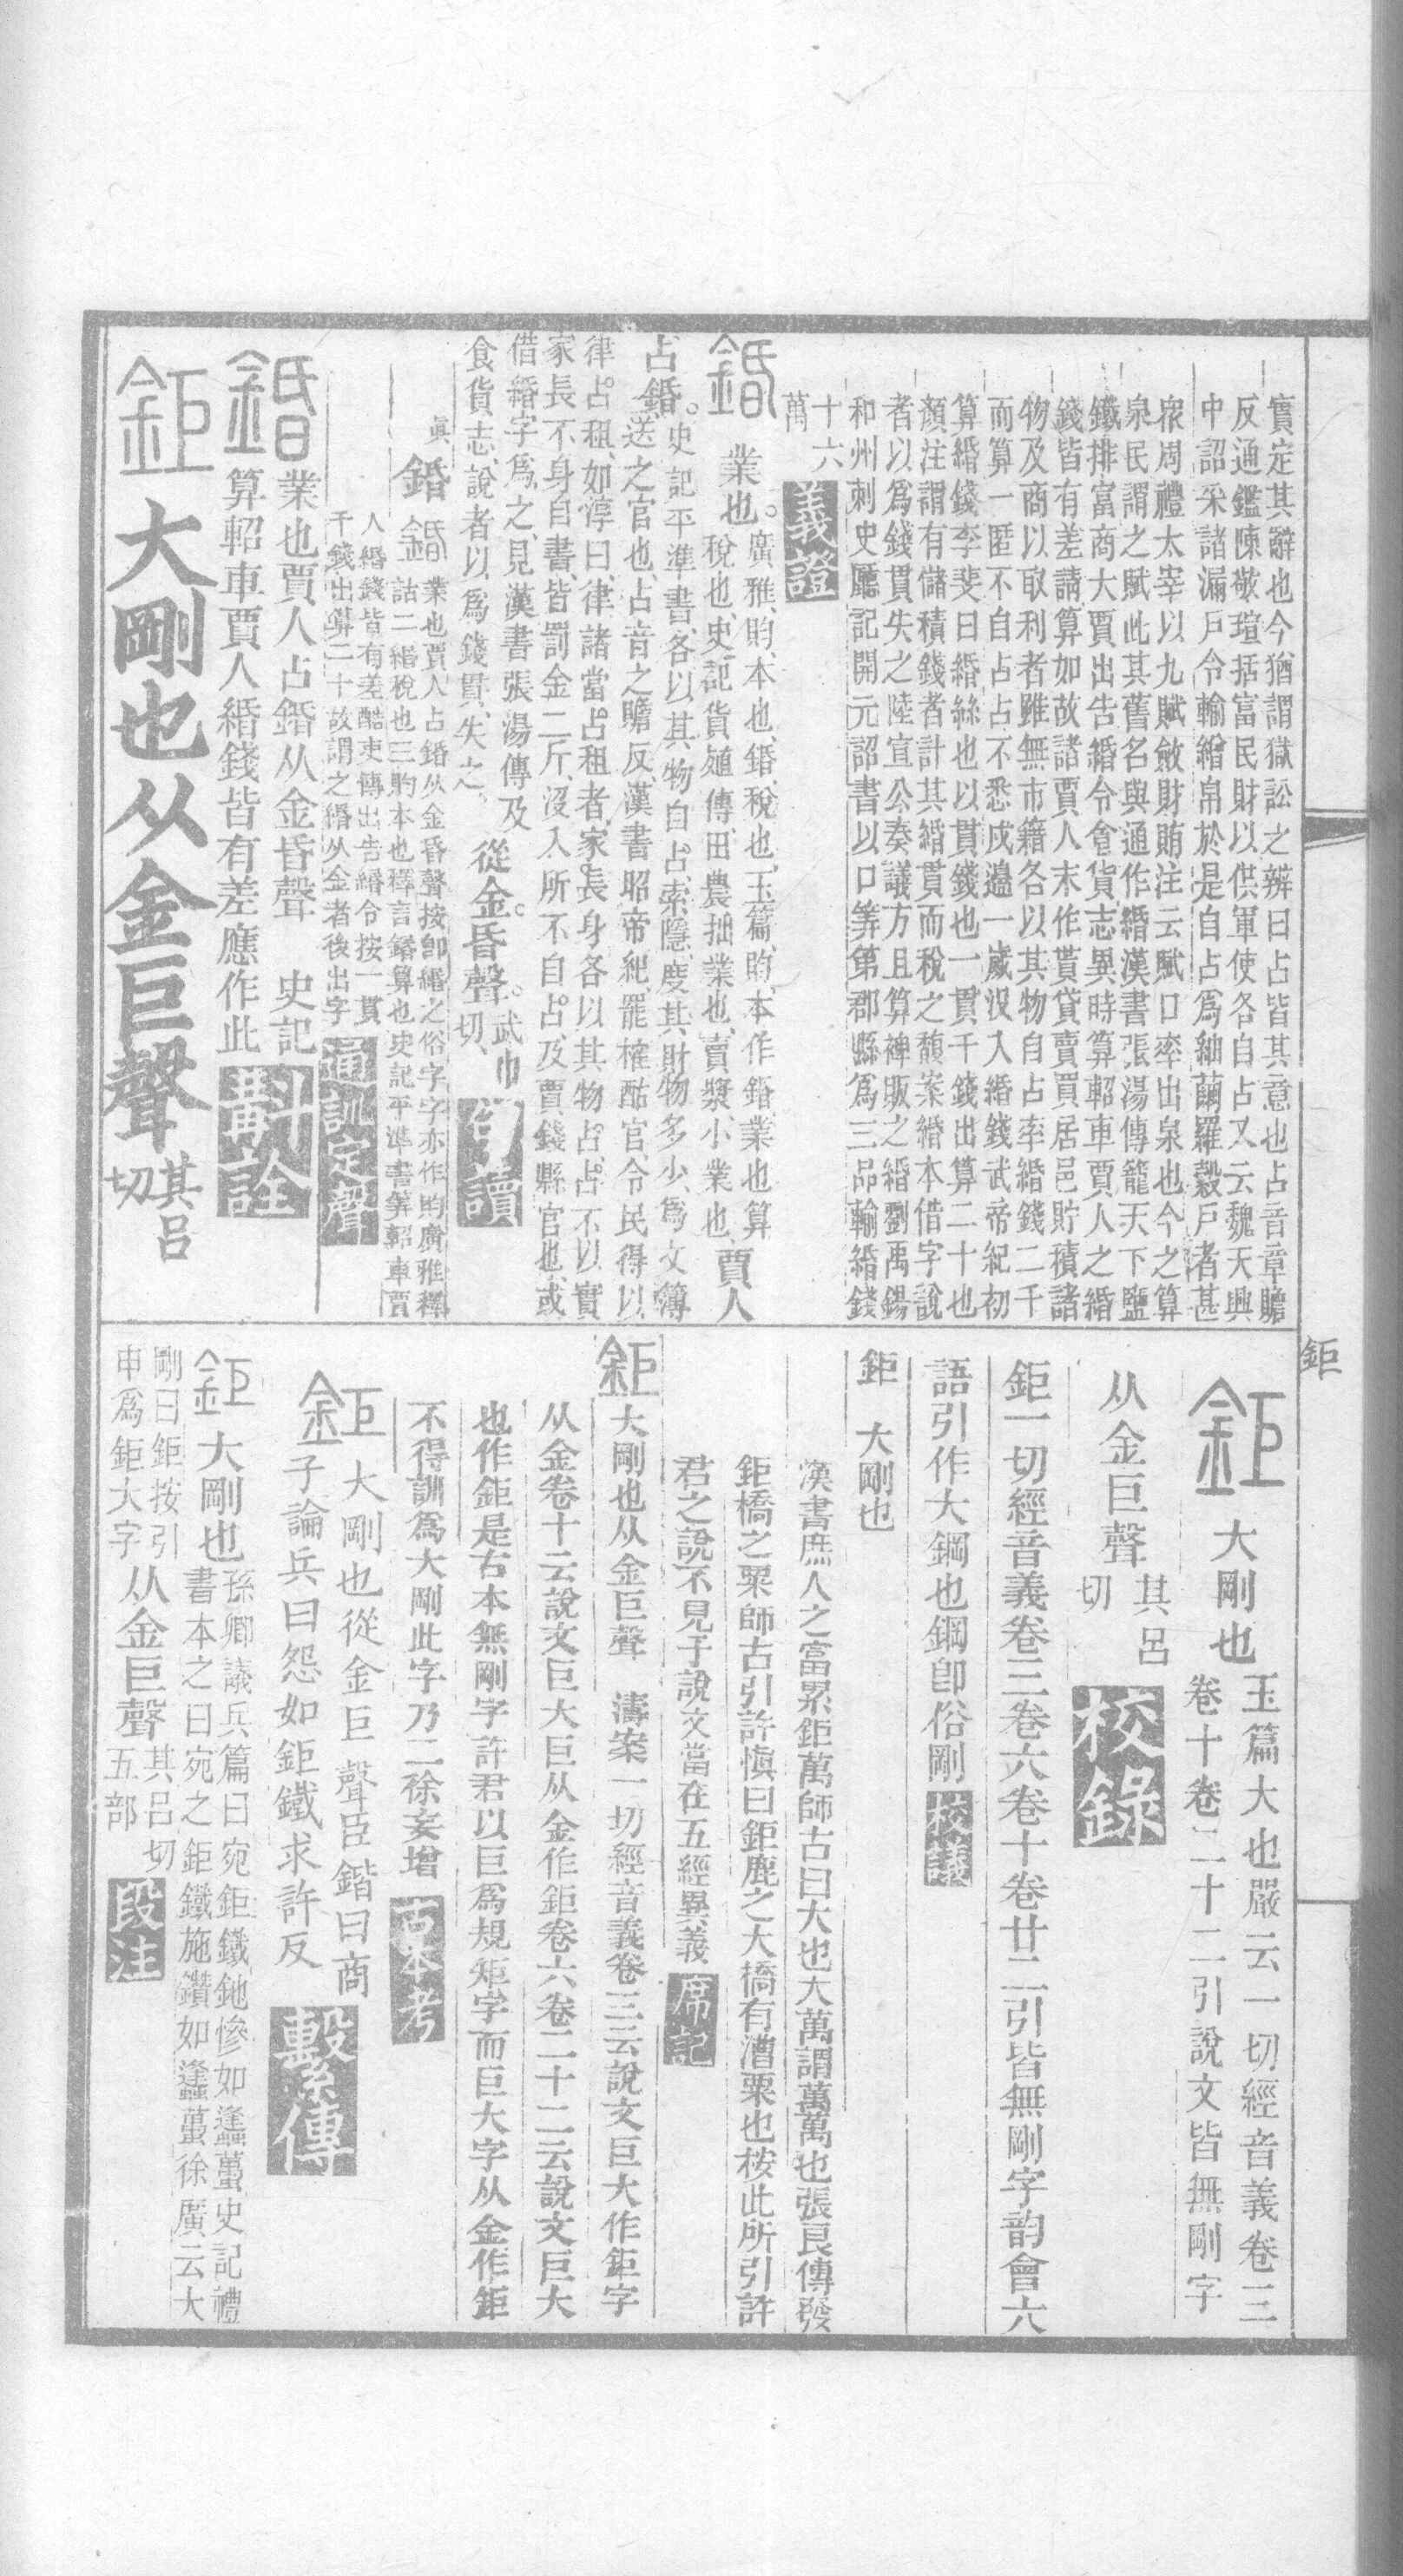 實定其辭也今猶謂獄訟之辨曰占皆其意也占音章贍
反通鑑陳敬瑄括富民財以供軍使各自占又云魏天興
中詔采諸漏戶令輸綸帛於是自占爲紬繭羅縠戶者甚
衆周禮太宰以九賦斂財賄注云賦口率出泉也今之算
泉民謂之賦此其舊名與通作緡漢書張湯傳籠天下鹽
鐵排富商大賈出告緡令食貨志異時算軺車賈人之緡
錢皆有差請算如故諸賈人末作貰貸賣買居邑貯積諸
物及商以取利者雖無市籍各以其物自占率緡錢二千
而算一匿不自占占不悉戍邊一歲沒入緡錢武帝紀初
算緡錢李斐曰緡絲也以貫錢也一貫千錢出算二十也
顏注謂有儲積錢者計其緡貫而稅之馥案緡本借字說
者以爲錢貫失之陸宣公奏議方且算裨販之緡劉禹錫
和州刺史廳記開元詔書以口筭第郡縣爲三品輸緡錢
十六萬 義證
鍲 業也。廣雅、䀴、本也、鍲、稅也、玉篇、䀴、本作鍲、業也算
稅也、史記貨殖傳、田農拙業也、賣漿、小業也、賈人
占鍲。史記平準書、各以其物自占、索隱、度其財物多少、爲文簿
送之官也、占音之贍反、漢書昭帝紀、罷榷酤官、令民得以
律占租、如淳曰、律、諸當占租者、家長身各以其物占、占不以實
家長不身自書、皆罰金二斤、沒入所不自占、及賈錢縣官也、或
借緡字爲之、見漢書張湯傳及
食貨志、說者以爲錢貫、失之、從金。昏聲。武巾切、 句讀
眞 鍲 鍲 業也賈人占鍲从金昏聲按卽緡之俗字字亦作䀴廣雅釋
詁二緡稅也三䀴本也釋言鍲算也史記平準書筭軺車賈
人緡錢皆有差酷吏傳出告緡令按一貫
千錢出筭二十故謂之緡从金者後出字 通訓定聲
鍲 業也賈人占鍲从金昏聲 史記
算軺車賈人緡錢皆有差應作此 斠詮
鉅 大剛也从金巨聲 其呂切
鉅
鉅 大剛也 玉篇大也嚴云一切經音義卷三
卷十卷二十二引說文皆無剛字
从金巨聲 其呂切 校錄
鉅一切經音義卷三卷六卷十卷廿二引皆無剛字韵會六
語引作大鋼也鋼卽俗剛 校議
鉅 大剛也
漢書庶人之富累鉅萬師古曰大也大萬謂萬萬也張良傳發
鉅橋之粟師古引許愼曰鉅鹿之大橋有漕粟也桉此所引許
君之說不見于說文當在五經異義 席記
鉅 大剛也从金巨聲 濤案一切經音義卷三云說文巨大作鉅字
从金卷十云說文巨大巨从金作鉅卷六卷二十二云說文巨大
也作鉅是古本無剛字許君以巨爲規矩字而巨大字从金作鉅
不得訓爲大剛此字乃二徐妄增 古本考
鉅 大剛也從金巨聲臣鍇曰商
子論兵曰怨如鉅鐵求許反 繫傳
鉅 大剛也 孫卿議兵篇曰宛鉅鐵釶慘如蠭蠆史記禮
書本之曰宛之鉅鐵施鑽如蠭蠆徐廣云大
剛曰鉅按引
申爲鉅大字 从金巨聲 其呂切
五部 段注